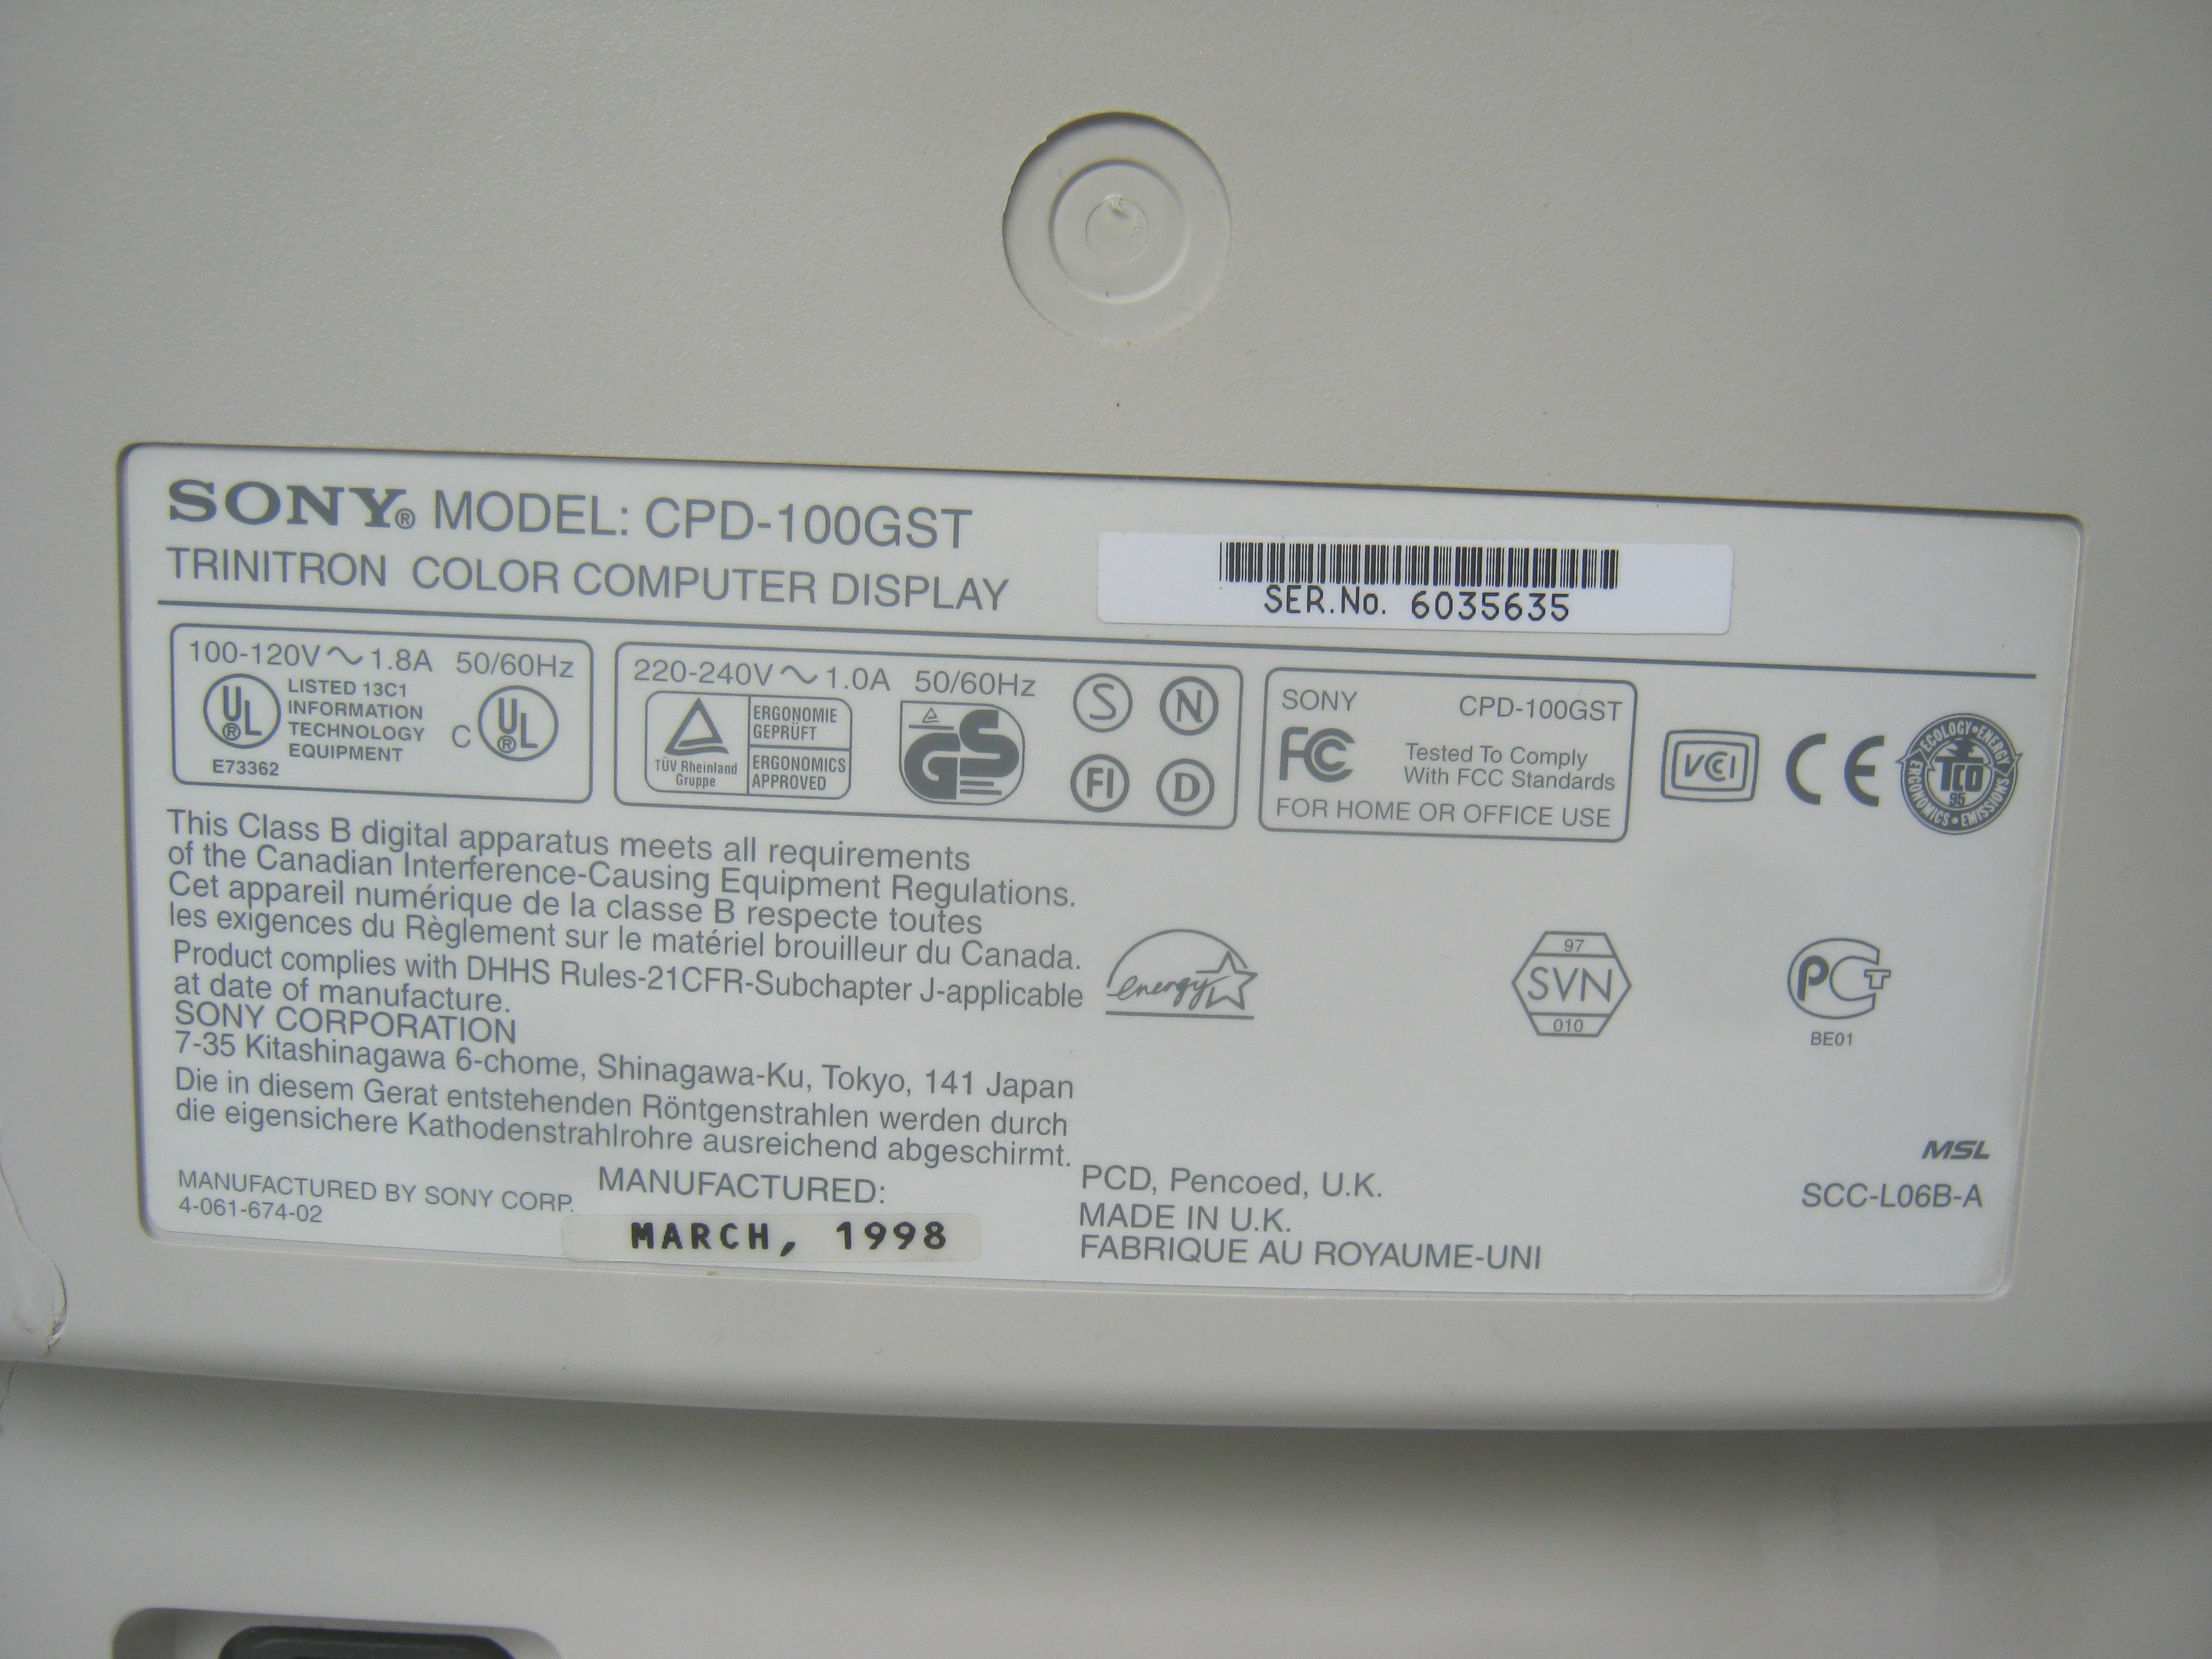 SONY® MODEL: CPD-100GST
TRINITRON COLOR COMPUTER DISPLAY
SER.No. 6035635
100-120V ~ 1.8A 50/60Hz
UL®
LISTED 13C1
INFORMATION
TECHNOLOGY
EQUIPMENT
C UL®
E73362
220-240V ~ 1.0A 50/60Hz
TÜV Rheinland
Gruppe
ERGONOMIE
GEPRÜFT
ERGONOMICS
APPROVED
GS
S N
FI D
SONY CPD-100GST
FC Tested To Comply
With FCC Standards
FOR HOME OR OFFICE USE
VCI
CE
ECOLOGY•ENERGY
TCO
95
ERGONOMICS•EMISSIONS
This Class B digital apparatus meets all requirements
of the Canadian Interference-Causing Equipment Regulations.
Cet appareil numérique de la classe B respecte toutes
les exigences du Règlement sur le matériel brouilleur du Canada.
Product complies with DHHS Rules-21CFR-Subchapter J-applicable
at date of manufacture.
SONY CORPORATION
7-35 Kitashinagawa 6-chome, Shinagawa-Ku, Tokyo, 141 Japan
Die in diesem Gerat entstehenden Röntgenstrahlen werden durch
die eigensichere Kathodenstrahlrohre ausreichend abgeschirmt.
energy
97
SVN
010
PCT
BE01
MANUFACTURED BY SONY CORP.
4-061-674-02
MANUFACTURED:
MARCH, 1998
PCD, Pencoed, U.K.
MADE IN U.K.
FABRIQUE AU ROYAUME-UNI
MSL
SCC-L06B-A